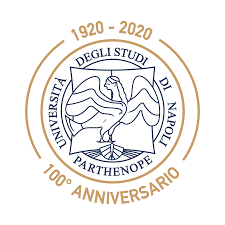 1920 - 2020
UNIVERSITÀ
DEGLI STUDI
DI NAPOLI
PARTHENOPE
100° ANNIVERSARIO